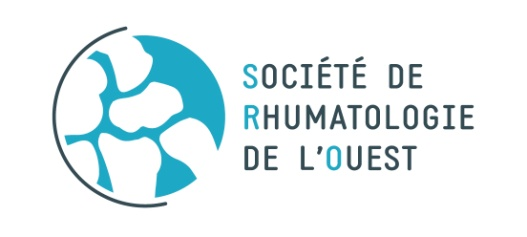 SOCIÉTÉ DE
RHUMATOLOGIE
DE L'OUEST